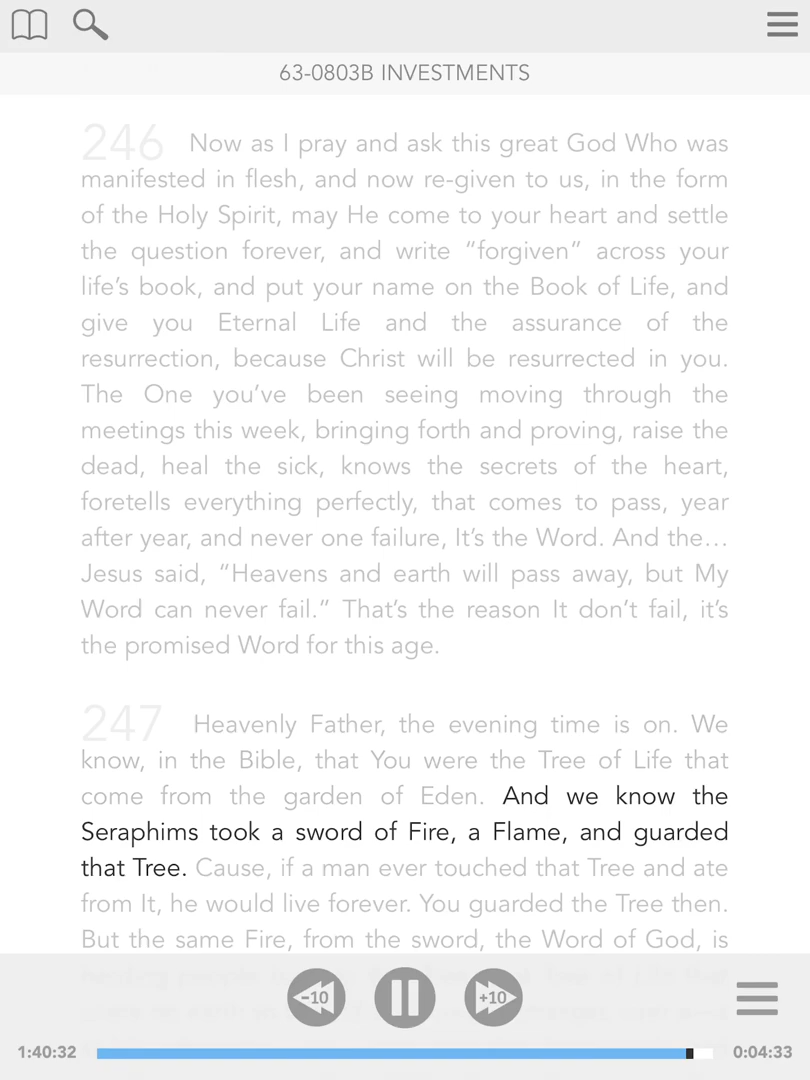 63-0803B INVESTMENTS
246 Now as I pray and ask this great God Who was
manifested in flesh, and now re-given to us, in the form
of the Holy Spirit, may He come to your heart and settle
the question forever, and write “forgiven” across your
life’s book, and put your name on the Book of Life, and
give you Eternal Life and the assurance of the
resurrection, because Christ will be resurrected in you.
The One you’ve been seeing moving through the
meetings this week, bringing forth and proving, raise the
dead, heal the sick, knows the secrets of the heart,
foretells everything perfectly, that comes to pass, year
after year, and never one failure, It’s the Word. And the…
Jesus said, “Heavens and earth will pass away, but My
Word can never fail.” That’s the reason It don’t fail, it’s
the promised Word for this age.
247 Heavenly Father, the evening time is on. We
know, in the Bible, that You were the Tree of Life that
come from the garden of Eden. And we know the
Seraphims took a sword of Fire, a Flame, and guarded
that Tree. Cause, if a man ever touched that Tree and ate
from It, he would live forever. You guarded the Tree then.
But the same Fire, from the sword, the Word of God, is
-10 +10
1:40:32 0:04:33